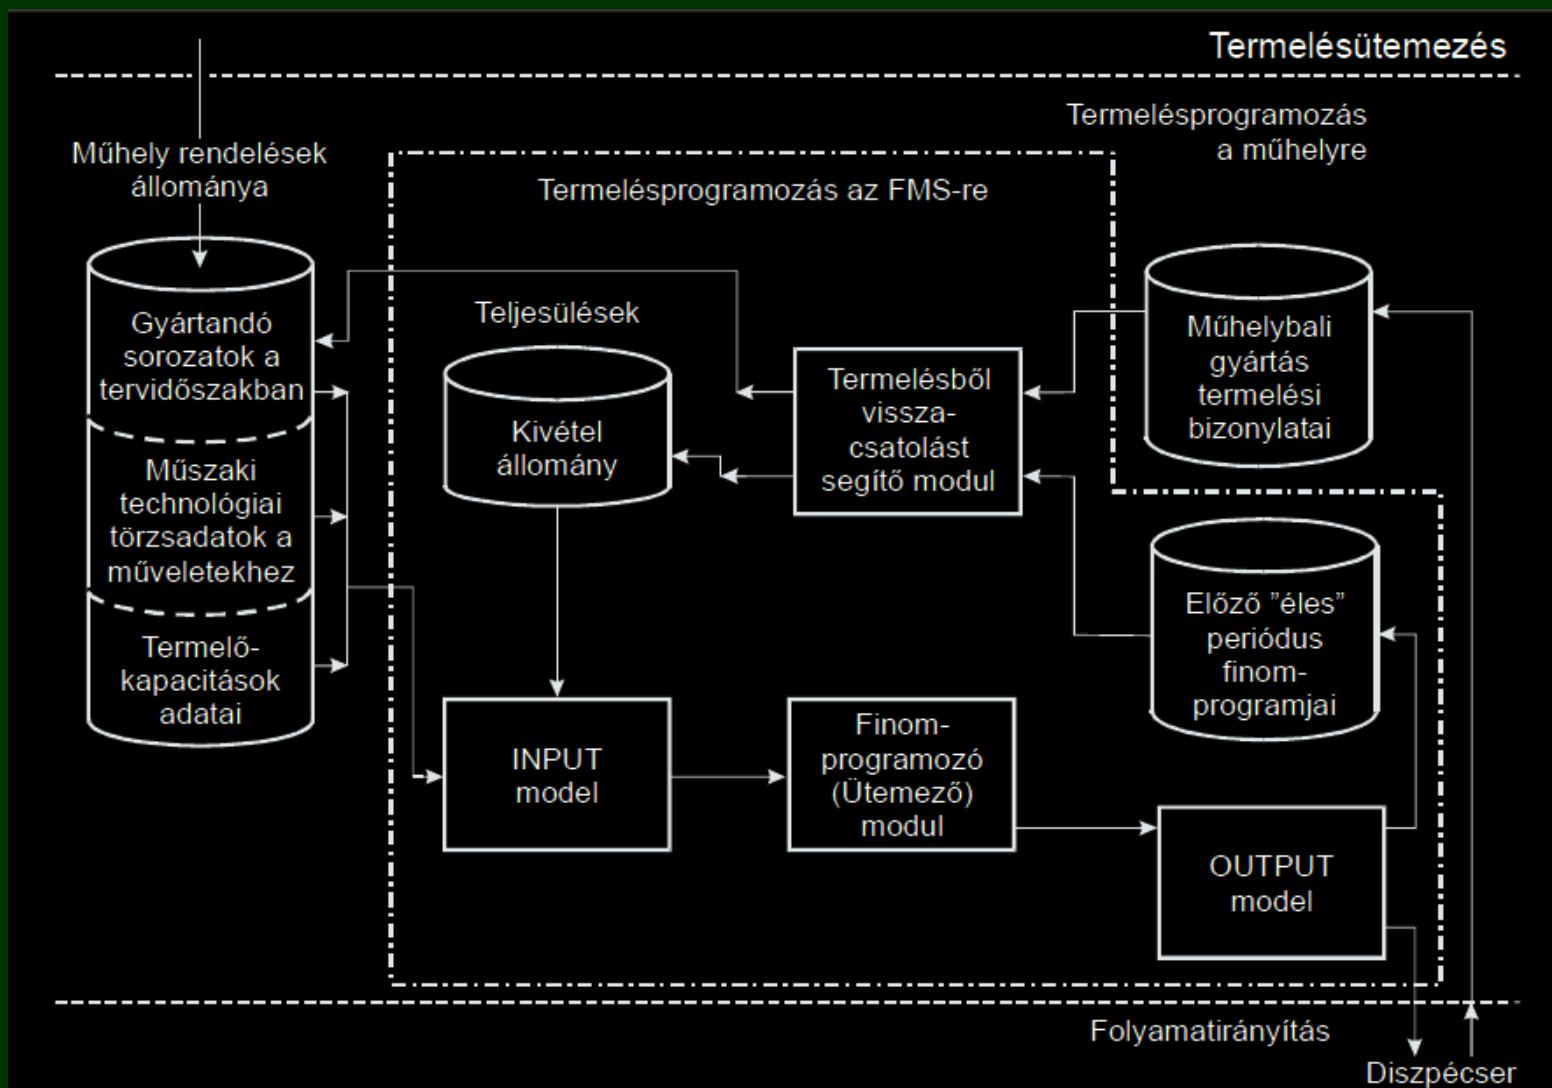 Termelésütemezés
Termelésprogramozás
a műhelyre
Műhely rendelések
állománya
Termelésprogramozás az FMS-re
Gyártandó
sorozatok a
tervidőszakban
Műszaki
technológiai
törzsadatok a
műveletekhez
Termelő-
kapacitások
adatai
Teljesülések
Kivétel
állomány
Termelésből
vissza-
csatolást
segítő modul
Műhelybali
gyártás
termelési
bizonylatai
Előző ”éles”
periódus
finom-
programjai
INPUT
model
Finom-
programozó
(Ütemező)
modul
OUTPUT
model
Folyamatirányítás
Diszpécser